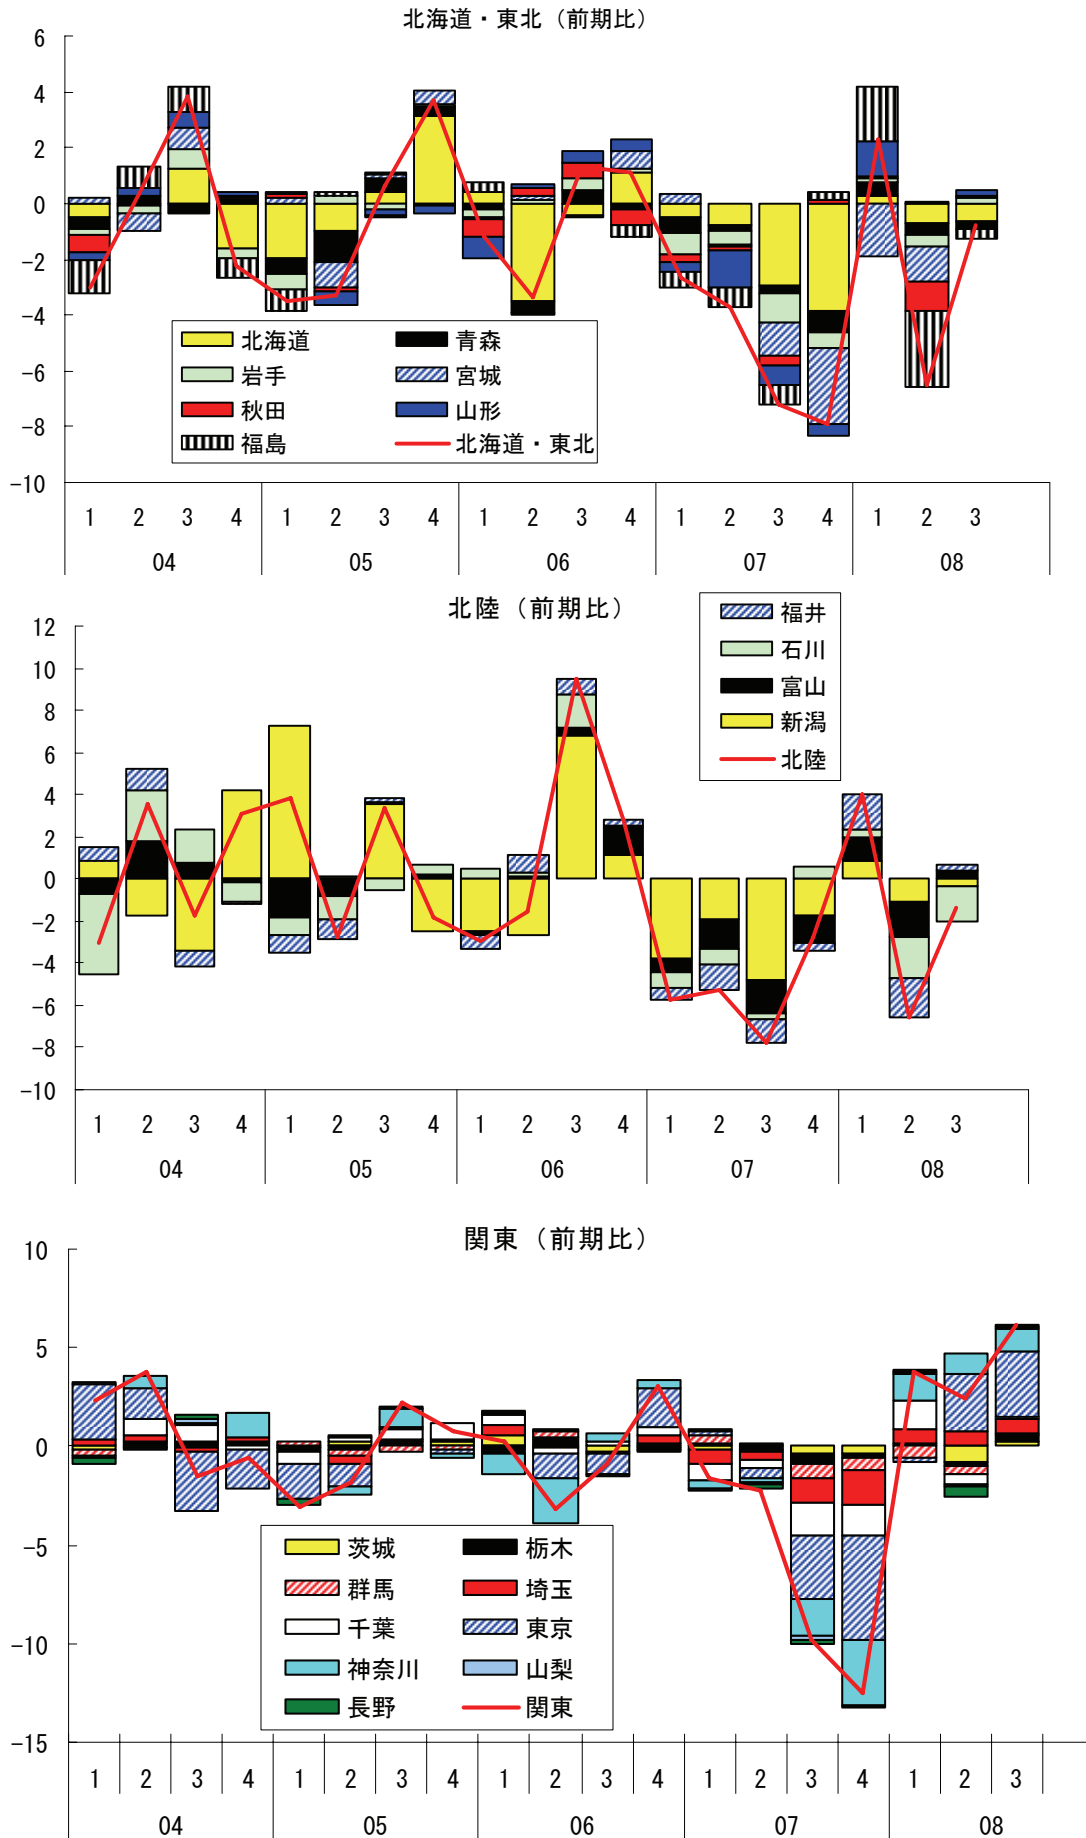 北海道・東北（前期比）
6
4
2
0
-2
-4
-6
-8
-10
北海道 青森
岩手 宮城
秋田 山形
福島 北海道・東北
1 2 3 4 1 2 3 4 1 2 3 4 1 2 3 4 1 2 3
04 05 06 07 08
北陸（前期比）
12
10
8
6
4
2
0
-2
-4
-6
-8
-10
福井
石川
富山
新潟
北陸
1 2 3 4 1 2 3 4 1 2 3 4 1 2 3 4 1 2 3
04 05 06 07 08
関東（前期比）
10
5
0
-5
-10
-15
茨城 栃木
群馬 埼玉
千葉 東京
神奈川 山梨
長野 関東
1 2 3 4 1 2 3 4 1 2 3 4 1 2 3 4 1 2 3
04 05 06 07 08